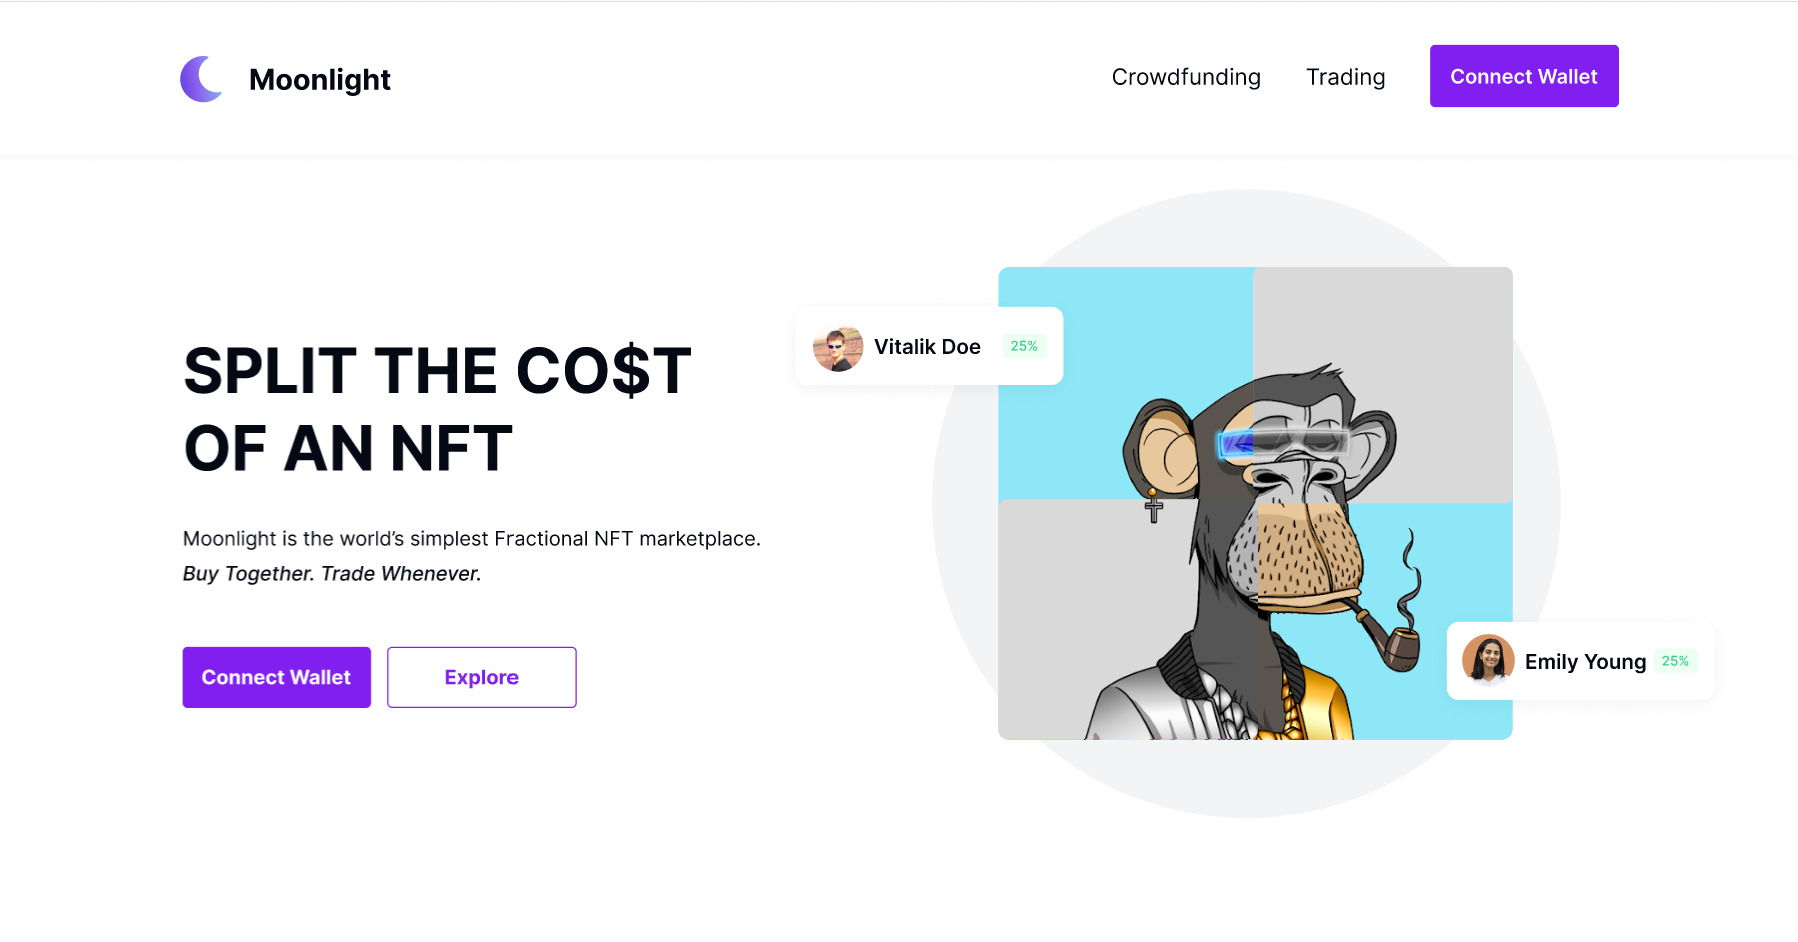 Moonlight
Crowdfunding
Trading
Connect Wallet
SPLIT THE CO$T
OF AN NFT
Moonlight is the world’s simplest Fractional NFT marketplace.
Buy Together. Trade Whenever.
Connect Wallet
Explore
Vitalik Doe 25%
Emily Young 25%